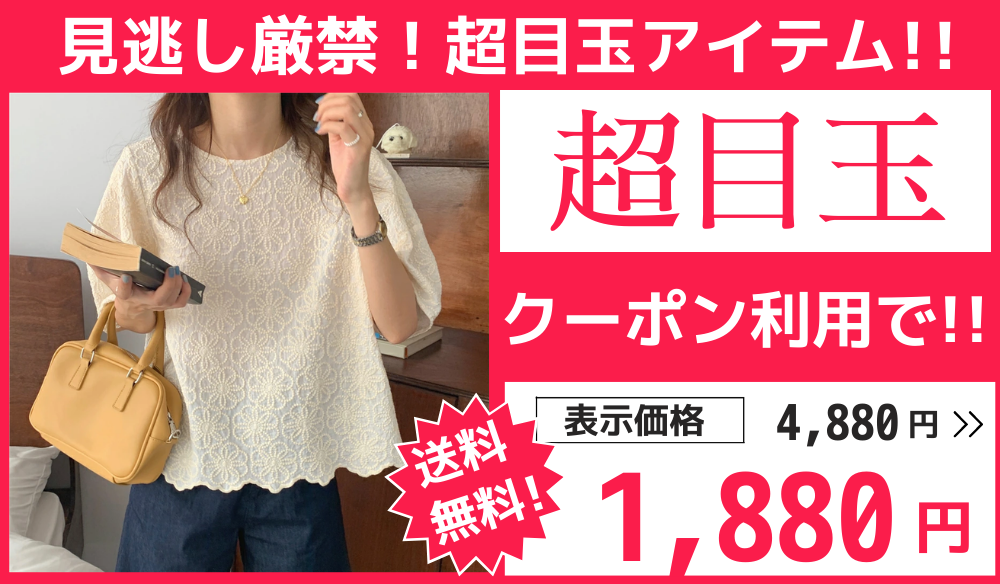 見逃し厳禁！超目玉アイテム!!
超目玉
クーポン利用で!!
表示価格 4,880円 >>
送料
無料!
1,880円